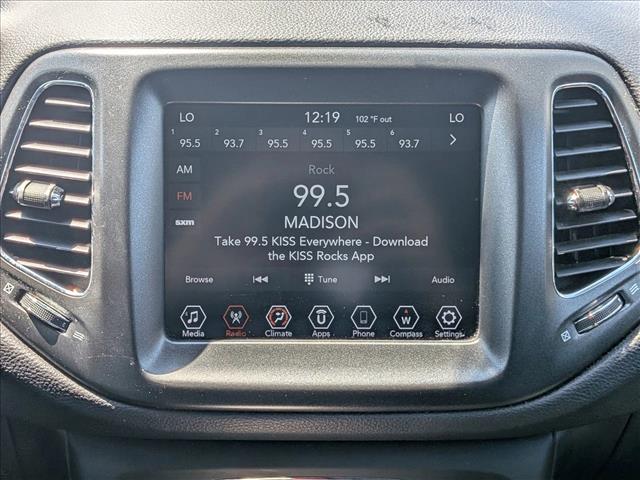 LO 12:19 102 °F out LO
1 2 3 4 5 6
95.5 93.7 95.5 95.5 95.5 93.7
AM Rock
FM 99.5
sxm MADISON
Take 99.5 KISS Everywhere - Download
the KISS Rocks App
Browse Tune Audio
W
Media Radio Climate Apps Phone Compass Settings